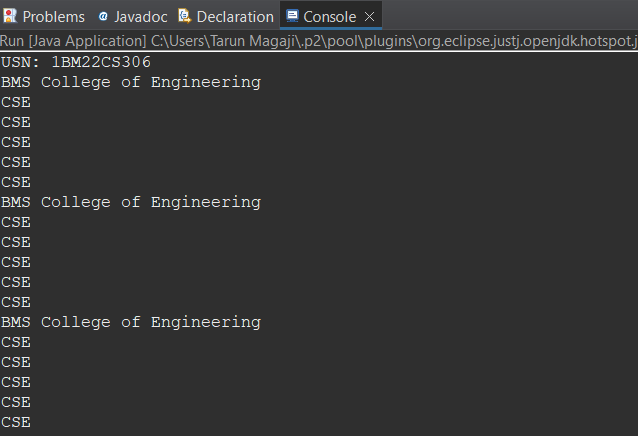 Problems @ Javadoc Declaration Console
Run [Java Application] C:\Users\Tarun Magaji\.p2\pool\plugins\org.eclipse.justj.openjdk.hotspot.j
USN: 1BM22CS306
BMS College of Engineering
CSE
CSE
CSE
CSE
CSE
BMS College of Engineering
CSE
CSE
CSE
CSE
CSE
BMS College of Engineering
CSE
CSE
CSE
CSE
CSE